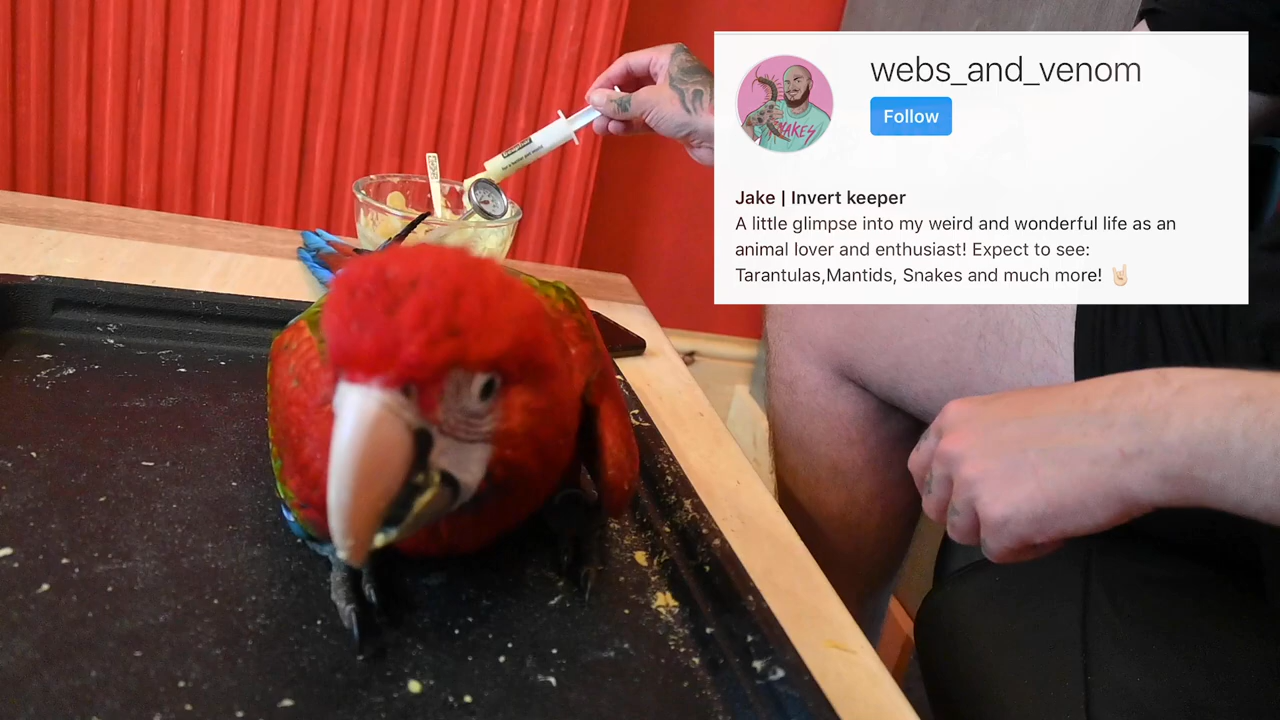 webs_and_venom
Follow
Jake | Invert keeper
A little glimpse into my weird and wonderful life as an
animal lover and enthusiast! Expect to see:
Tarantulas,Mantids, Snakes and much more! 🤘🏻